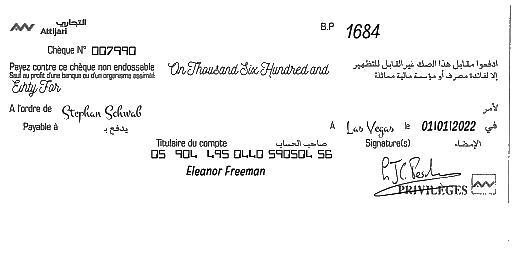 التجاري
Attijari
B.P 1684
Chèque N° 007990
Payez contre ce chèque non endossable On Thousand Six Hundred and ادفعوا مقابل هذا الصك غير القابل للتظهير
Sauf au profit d'une banque ou d'un organisme assimilé إلا لفائدة مصرف أو مؤسسة مالية مماثلة
Eihty For
A l'ordre de Stephan Schwab لأمر
Payable à يدفع بـ A Las Vegas le 01/01/2022 في
Titulaire du compte صاحب الحساب Signature(s) الإمضاء
05 904 495 0440 590504 56
Eleanor Freeman
PRIVILÈGES